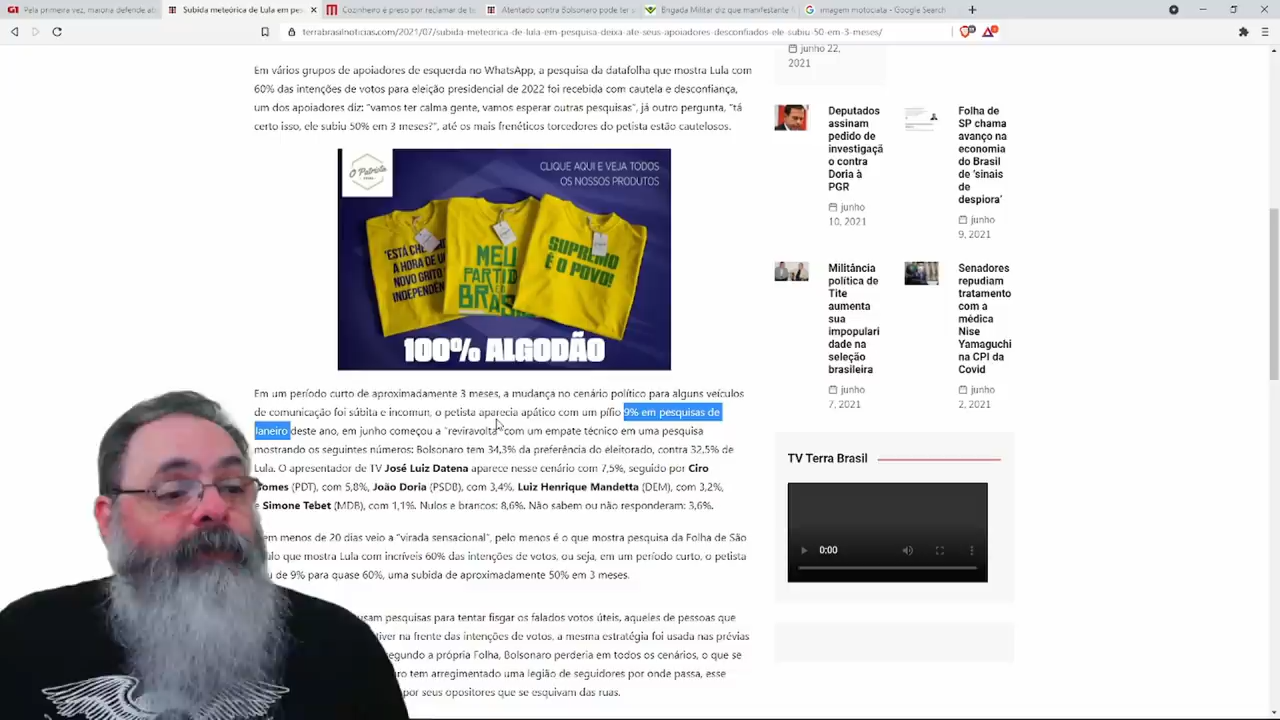 Pela primeira vez, maioria defende a
Subida meteórica de Lula em pes
Cozinheiro é preso por reclamar de
Atentado contra Bolsonaro pode ter
Brigada Militar diz que manifestante
imagem motociata - Google Search
terrabrasilnoticias.com/2021/07/subida-meteorica-de-lula-em-pesquisa-deixa-ate-seus-apoiadores-desconfiados-ele-subiu-50-em-3-meses/
Em vários grupos de apoiadores de esquerda no WhatsApp, a pesquisa da datafolha que mostra Lula com
60% das intenções de votos para eleição presidencial de 2022 foi recebido com cautela e desconfiança,
um dos apoiadores diz: "vamos ter calma gente, vamos esperar outras pesquisas", já outro pergunta, "tá
certo isso, ele subiu 50% em 3 meses?", até os mais frenéticos torcedores do petista estão cautelosos.
O Patriota
CLIQUE AQUI E VEJA TODOS
OS NOSSOS PRODUTOS
"ESTÁ CHE
A HORA DE U
NOVO GRITO
INDEPENDEN
MEU
PARTIDO
É O
BRAS
SUPREMO
É O POVO!
100% ALGODÃO
Em um período curto de aproximadamente 3 meses, a mudança no cenário político para alguns veículos
de comunicação foi súbita e incomun, o petista aparecia apático com um pífio 9% em pesquisas de
Janeiro deste ano, em junho começou a "reviravolta" com um empate técnico em uma pesquisa
mostrando os seguintes números: Bolsonaro tem 34,3% da preferência do eleitorado, contra 32,5% de
Lula. O apresentador de TV José Luiz Datena aparece nesse cenário com 7,5%, seguido por Ciro
Gomes (PDT), com 5,8%, João Doria (PSDB), com 3,4%, Luiz Henrique Mandetta (DEM), com 3,2%,
e Simone Tebet (MDB), com 1,1%. Nulos e brancos: 8,6%. Não sabem ou não responderam: 3,6%.
em menos de 20 dias veio a "virada sensacional", pelo menos é o que mostra pesquisa da Folha de São
ulo que mostra Lula com incríveis 60% das intenções de votos, ou seja, em um período curto, o petista
u de 9% para quase 60%, uma subida de aproximadamente 50% em 3 meses.
usam pesquisas para tentar fisgar os falados votos úteis, aqueles de pessoas que
tiver na frente das intenções de votos, a mesma estratégia foi usada nas prévias
egundo a própria Folha, Bolsonaro perderia em todos os cenários, o que se
ro tem arregimentado uma legião de seguidores por onde passa, esse
por seus opositores que se esquivam das ruas.
junho 22,
2021
Deputados
assinam
pedido de
investigaçã
o contra
Doria à
PGR
junho
10, 2021
Folha de
SP chama
avanço na
economia
do Brasil
de 'sinais
de
despiora'
junho
9, 2021
Militância
política de
Tite
aumenta
sua
impopulari
dade na
seleção
brasileira
junho
7, 2021
Senadores
repudiam
tratamento
com a
médica
Nise
Yamaguchi
na CPI da
Covid
junho
2, 2021
TV Terra Brasil
0:00